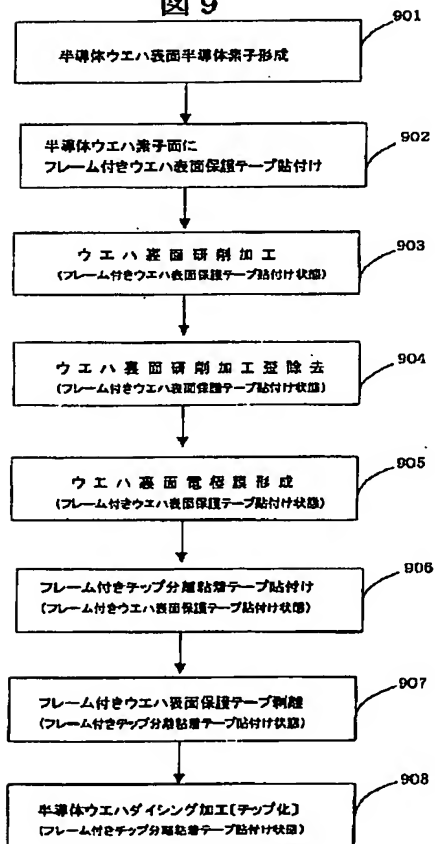 図9
901
半導体ウエハ表面半導体素子形成
902
半導体ウエハ素子面に
フレーム付きウエハ表面保護テープ貼付け
903
ウエハ裏面研削加工
(フレーム付きウエハ表面保護テープ貼付け状態)
904
ウエハ裏面研削加工歪除去
(フレーム付きウエハ表面保護テープ貼付け状態)
905
ウエハ裏面電極膜形成
(フレーム付きウエハ表面保護テープ貼付け状態)
906
フレーム付きチップ分離粘着テープ貼付け
(フレーム付きウエハ表面保護テープ貼付け状態)
907
フレーム付きウエハ表面保護テープ剥離
(フレーム付きチップ分離粘着テープ貼付け状態)
908
半導体ウエハダイシング加工[チップ化]
(フレーム付きチップ分離粘着テープ貼付け状態)